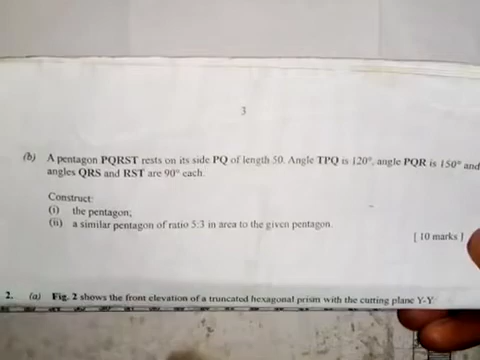 3
(b) A pentagon PQRST rests on its side PQ of length 50. Angle TPQ is 120°, angle PQR is 150° and
angles QRS and RST are 90° each.
Construct:
(i) the pentagon;
(ii) a similar pentagon of ratio 5:3 in area to the given pentagon.
[ 10 marks ]
2. (a) Fig. 2 shows the front elevation of a truncated hexagonal prism with the cutting plane Y-Y